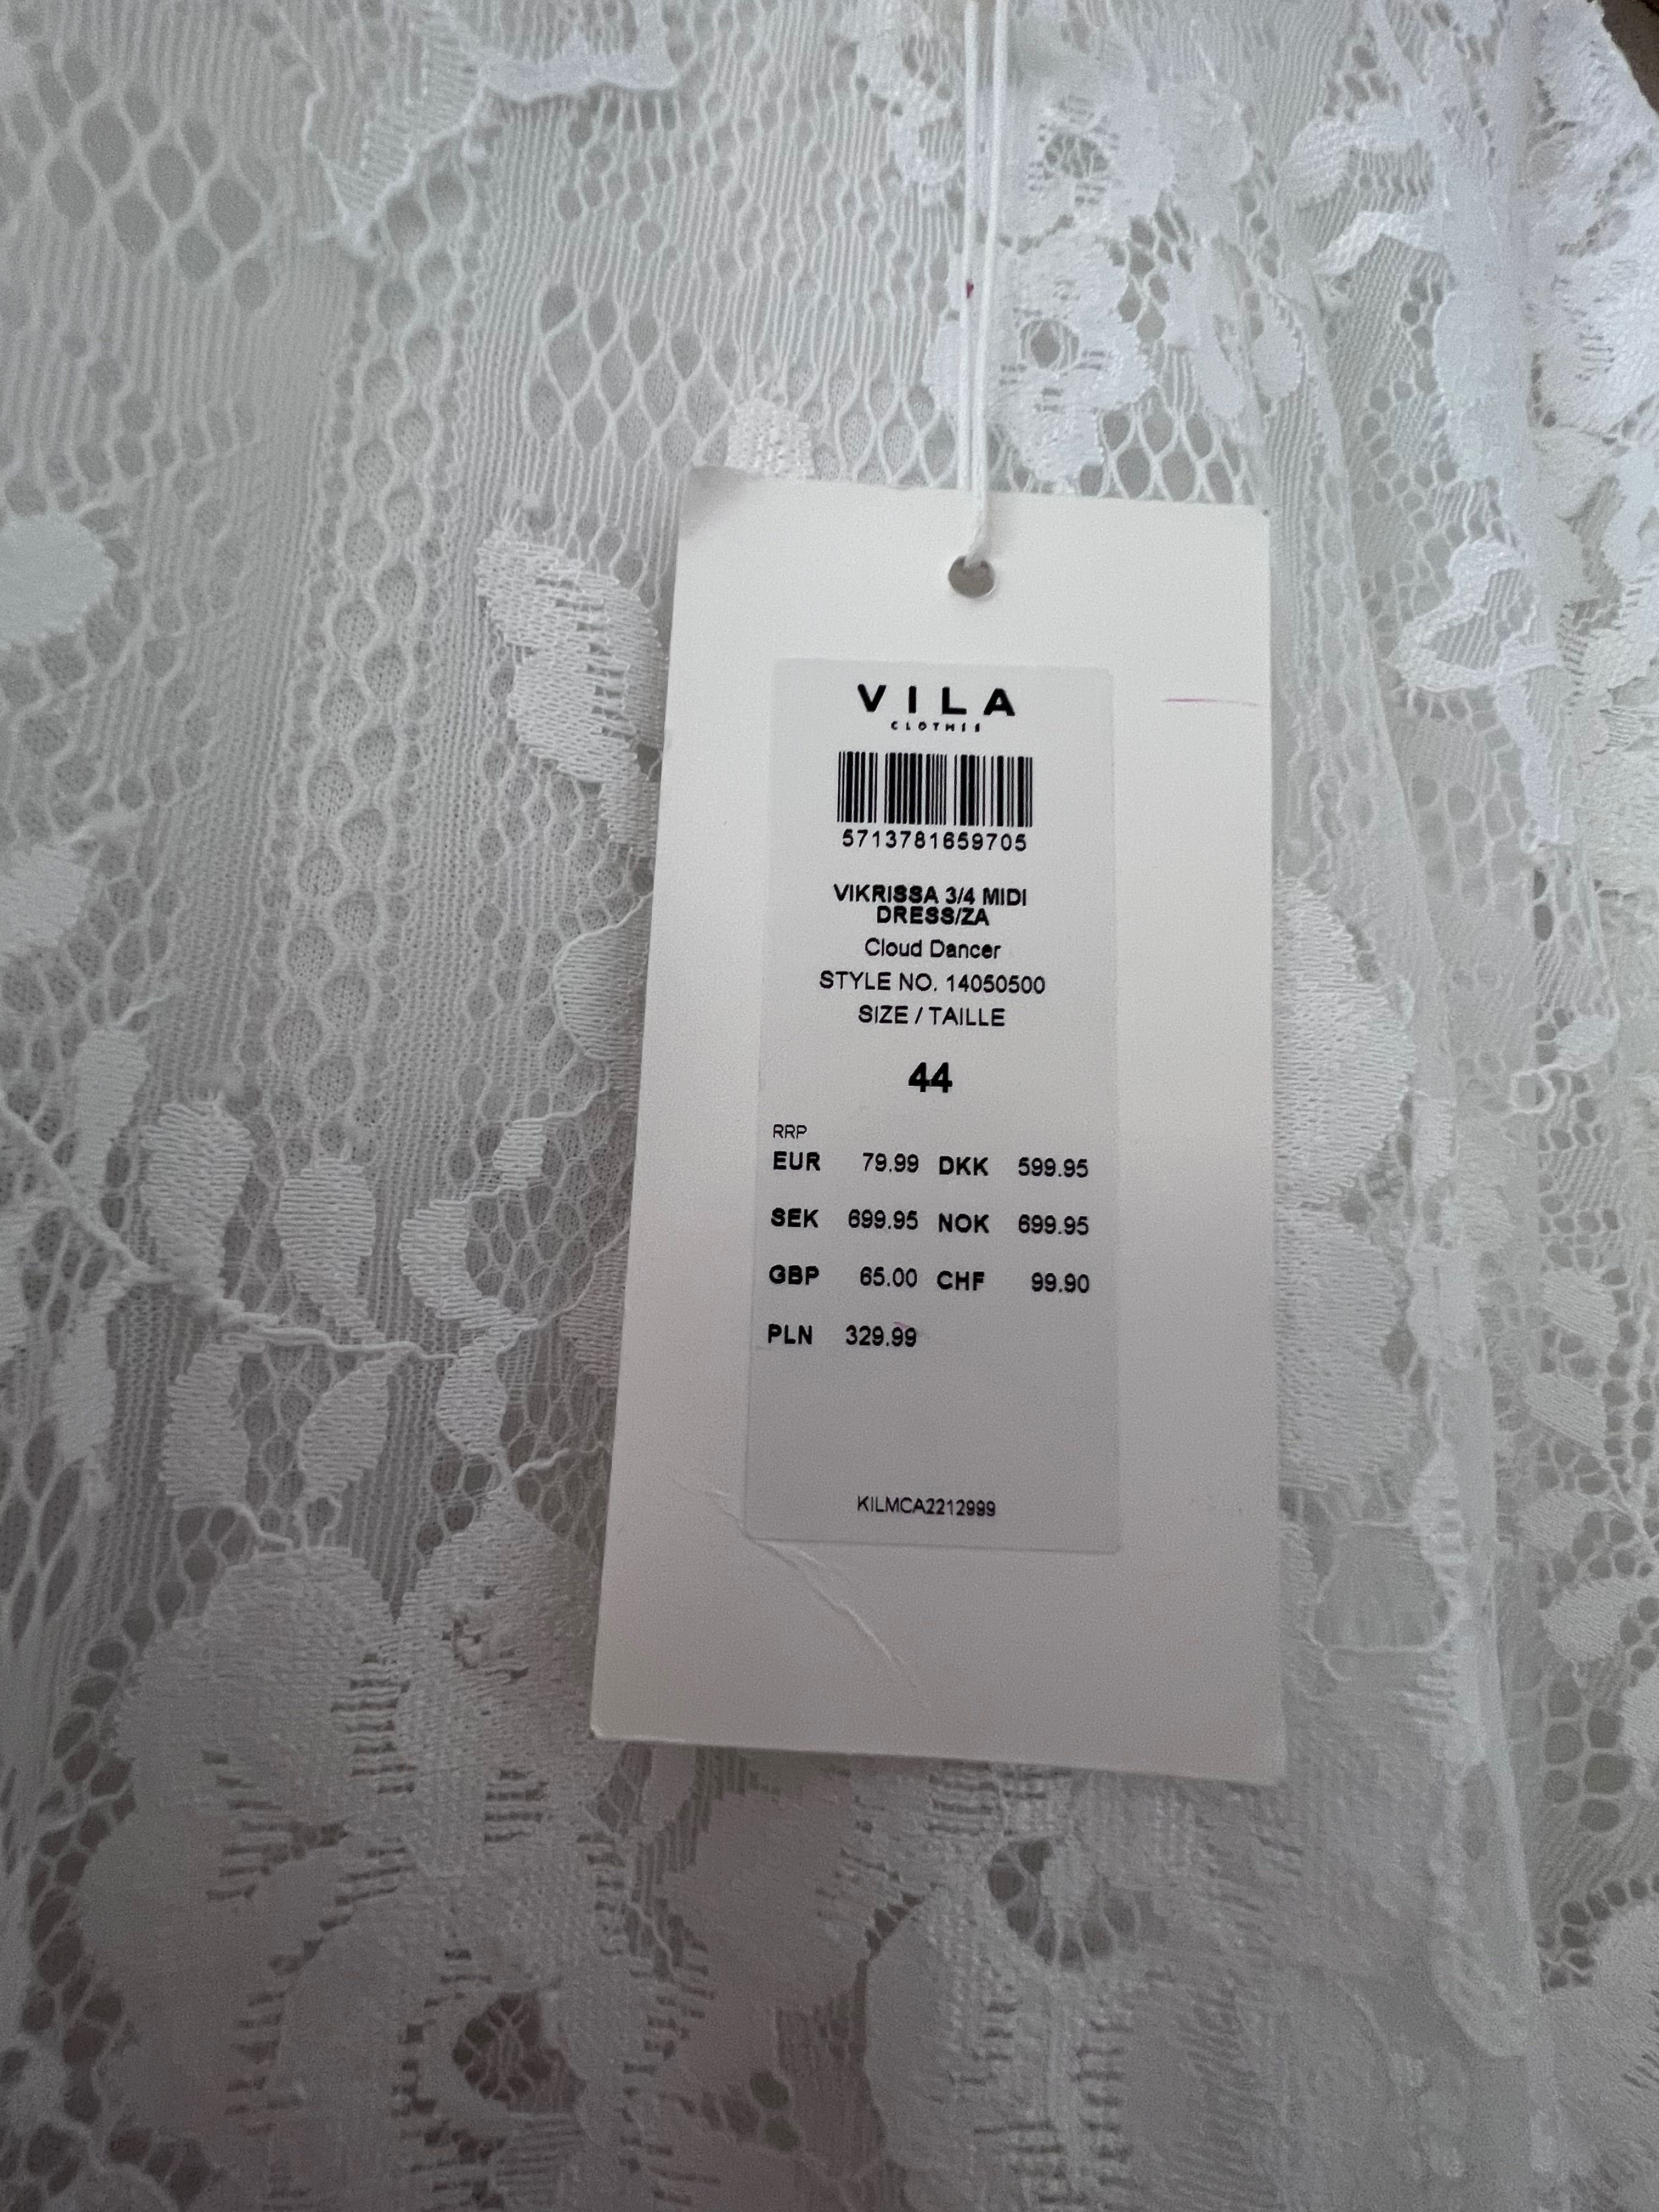 VILA
CLOTHES
5713781659705
VIKRISSA 3/4 MIDI
DRESS/ZA
Cloud Dancer
STYLE NO. 14050500
SIZE / TAILLE
44
RRP
EUR 79.99 DKK 599.95
SEK 699.95 NOK 699.95
GBP 65.00 CHF 99.90
PLN 329.99
KILMCA2212999